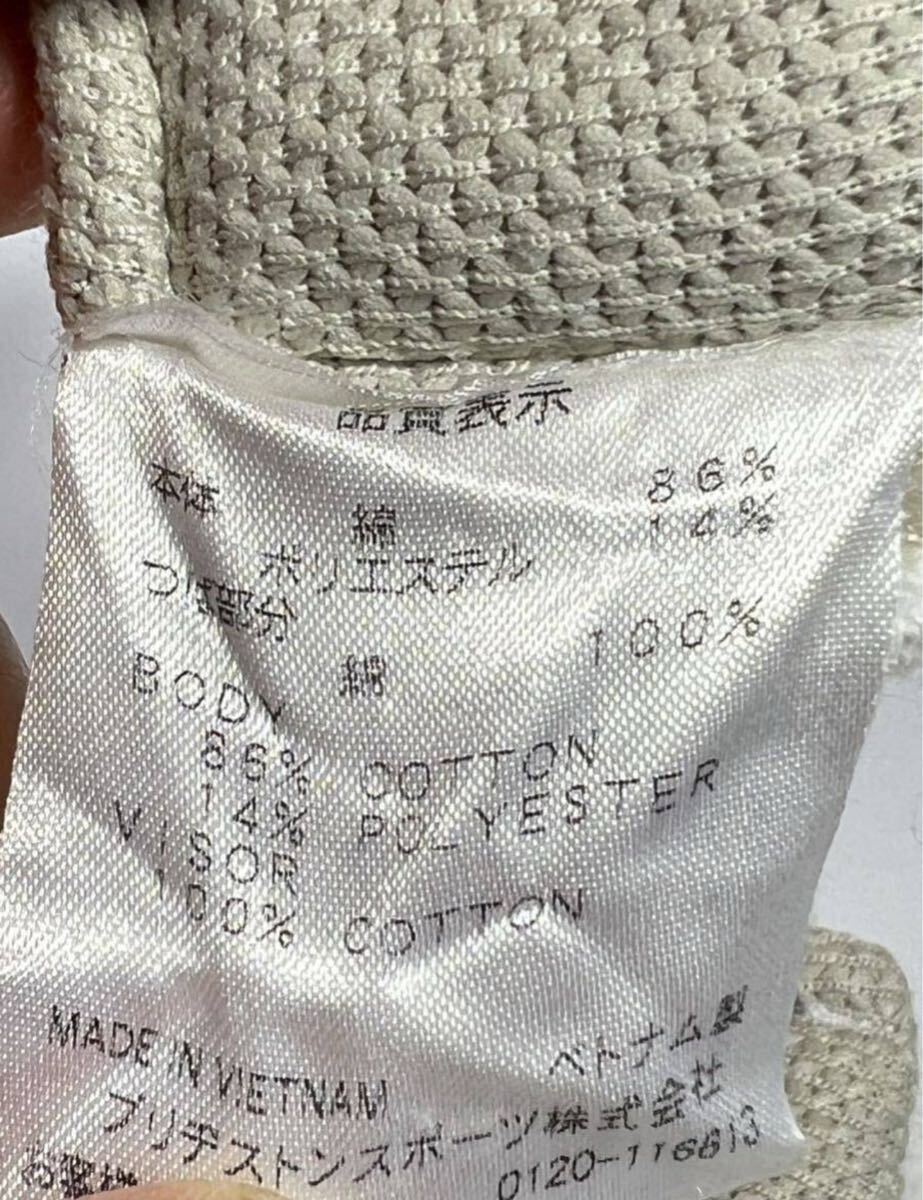 品質表示
本体 綿 86%
ポリエステル 14%
つば部分
綿 100%
BODY
86% COTTON
14% POLYESTER
VISOR
100% COTTON
MADE IN VIETNAM ベトナム製
ブリヂストンスポーツ株式会社
0120-116613